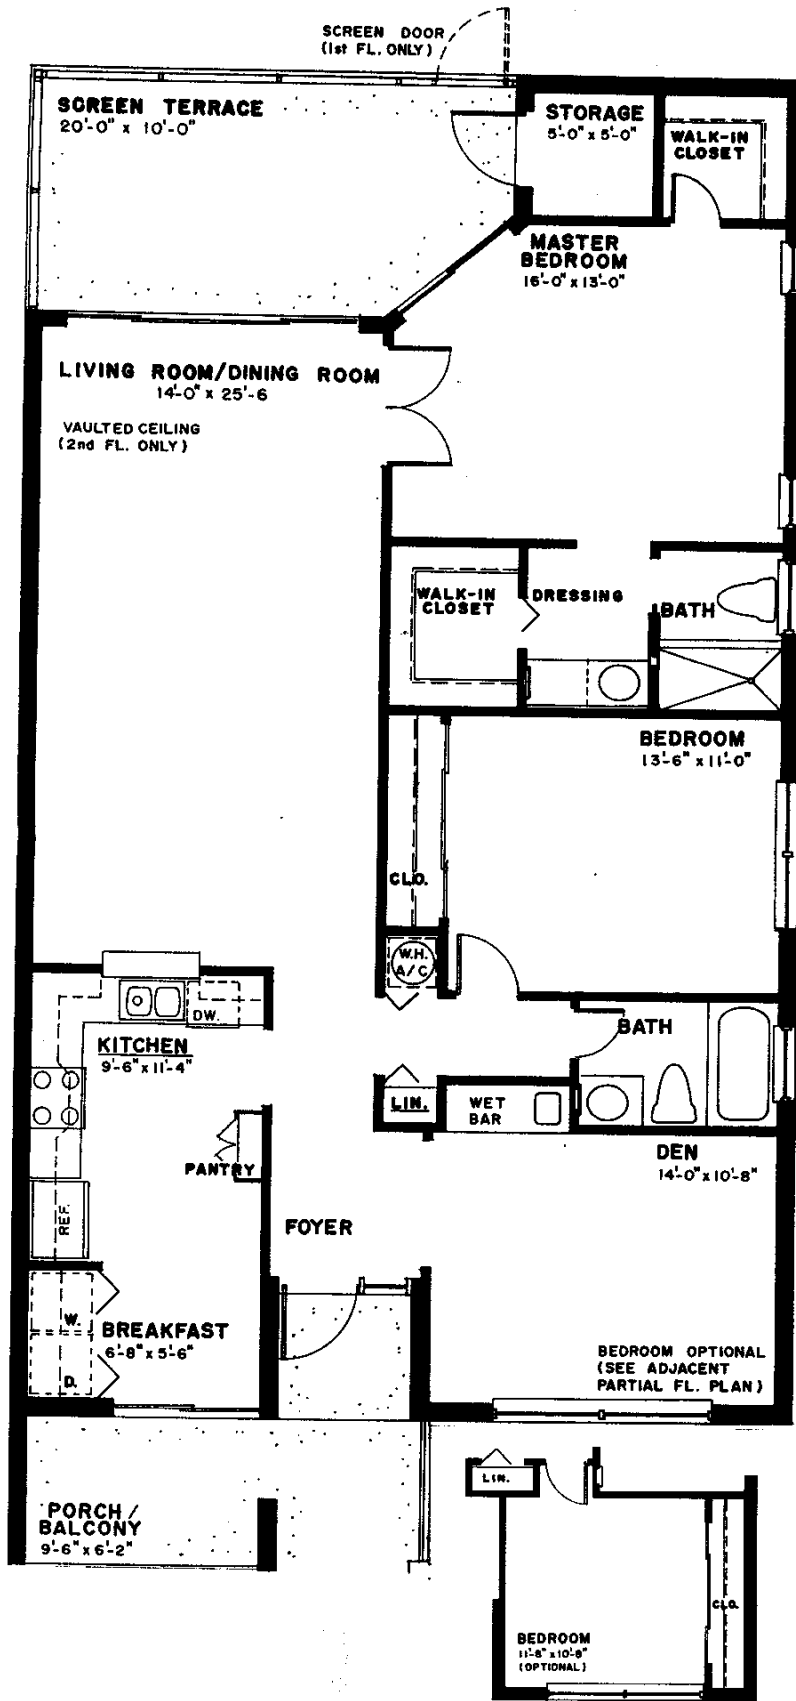 SCREEN DOOR
(1st FL. ONLY)
SCREEN TERRACE
20'-0" x 10'-0"
STORAGE
5'-0" x 5'-0"
WALK-IN
CLOSET
MASTER
BEDROOM
16'-0" x 13'-0"
LIVING ROOM/DINING ROOM
14'-0" x 25'-6
VAULTED CEILING
(2nd FL. ONLY)
WALK-IN
CLOSET
DRESSING
BATH
BEDROOM
13'-6" x 11'-0"
CLO.
W.H.
A/C
DW.
KITCHEN
9'-6" x 11'-4"
BATH
LIN.
WET
BAR
PANTRY
DEN
14'-0" x 10'-8"
REF.
FOYER
W.
BREAKFAST
6'-8" x 5'-6"
D.
BEDROOM OPTIONAL
(SEE ADJACENT
PARTIAL FL. PLAN)
PORCH/
BALCONY
9'-6" x 6'-2"
LIN.
CLO.
BEDROOM
11'-8" x 10'-8"
(OPTIONAL)